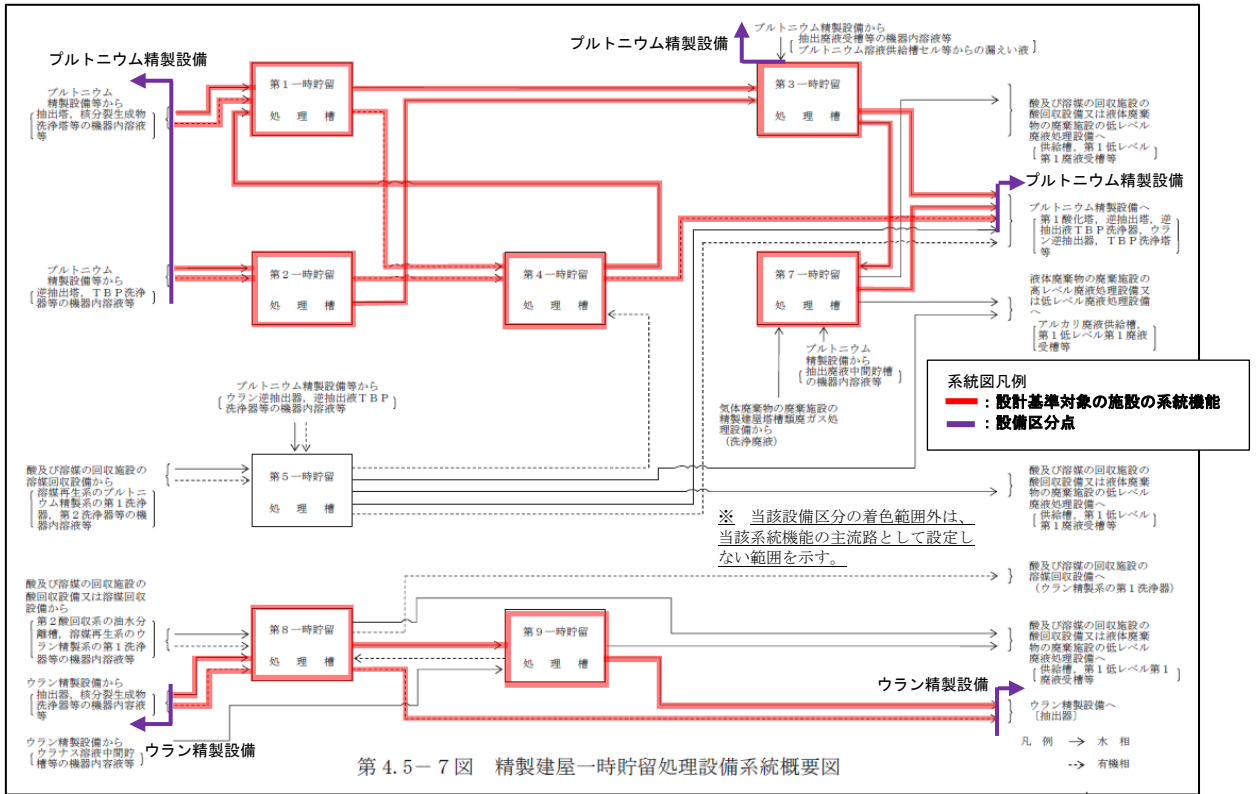 プルトニウム精製設備
プルトニウム
精製設備等から
抽出塔，核分裂生成物
洗浄塔等の機器内溶液
等
第１一時貯留
処　理　槽
プルトニウム精製設備
プルトニウム精製設備から
抽出廃液受槽等の機器内溶液等
プルトニウム溶液供給槽セル等からの漏えい液
第３一時貯留
処　理　槽
酸及び溶媒の回収施設の
酸回収設備又は液体廃棄
物の廃棄施設の低レベル
廃液処理設備へ
供給槽，第１低レベル
第１廃液受槽等
プルトニウム精製設備
プルトニウム精製設備へ
第１酸化塔，逆抽出塔，逆
抽出液ＴＢＰ洗浄器，ウラ
ン逆抽出器，ＴＢＰ洗浄塔
等
プルトニウム
精製設備等から
逆抽出塔，ＴＢＰ洗浄
器等の機器内溶液等
第２一時貯留
処　理　槽
第４一時貯留
処　理　槽
第７一時貯留
処　理　槽
液体廃棄物の廃棄施設の
高レベル廃液処理設備又
は低レベル廃液処理設備
へ
アルカリ廃液供給槽，
第１低レベル第１廃液
受槽等
プルトニウム精製設備等から
ウラン逆抽出器，逆抽出液ＴＢＰ
洗浄器等の機器内溶液等
気体廃棄物の廃棄施設の
精製建屋塔槽類廃ガス処
理設備から
（洗浄廃液）
プルトニウム
精製設備から
抽出廃液中間貯槽
の機器内溶液等
系統図凡例
：設計基準対象の施設の系統機能
：設備区分点
酸及び溶媒の回収施設の
溶媒回収設備から
溶媒再生系のプルトニ
ウム精製系の第１洗浄
器，第２洗浄器等の機
器内溶液等
第５一時貯留
処　理　槽
酸及び溶媒の回収施設の
酸回収設備又は液体廃棄
物の廃棄施設の低レベル
廃液処理設備へ
供給槽，第１低レベル
第１廃液受槽等
※　当該設備区分の着色範囲外は、
当該系統機能の主流路として設定し
ない範囲を示す。
酸及び溶媒の回収施設の
酸回収設備又は溶媒回収
設備から
第２酸回収系の油水分
離槽，溶媒再生系のウ
ラン精製系の第１洗浄
器等の機器内溶液等
第８一時貯留
処　理　槽
第９一時貯留
処　理　槽
酸及び溶媒の回収施設の
溶媒回収設備へ
（ウラン精製系の第１洗浄器）
酸及び溶媒の回収施設の
酸回収設備又は液体廃棄
物の廃棄施設の低レベル
廃液処理設備へ
供給槽，第１低レベル第１
廃液受槽等
ウラン精製設備から
抽出器，核分裂生成物
洗浄器等の機器内容液
等
ウラン精製設備
ウラン精製設備から
ウラナス溶液中間貯
槽等の機器内容液等
ウラン精製設備
ウラン精製設備へ
〔抽出器〕
凡　例　→　水　相
--→　有機相
第４.５－７図　精製建屋一時貯留処理設備系統概要図